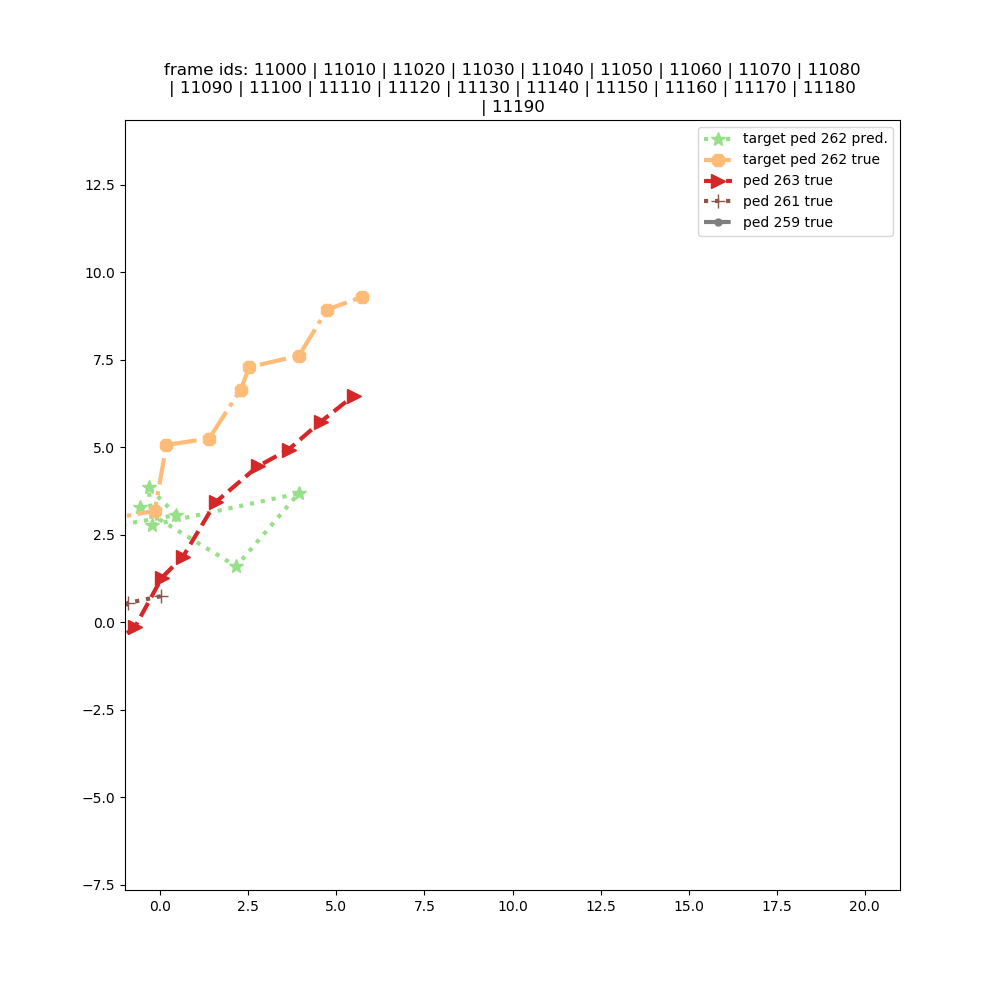 frame ids: 11000 | 11010 | 11020 | 11030 | 11040 | 11050 | 11060 | 11070 | 11080
| 11090 | 11100 | 11110 | 11120 | 11130 | 11140 | 11150 | 11160 | 11170 | 11180
| 11190
target ped 262 pred.
target ped 262 true
ped 263 true
ped 261 true
ped 259 true
12.5
10.0
7.5
5.0
2.5
0.0
−2.5
−5.0
−7.5
0.0 2.5 5.0 7.5 10.0 12.5 15.0 17.5 20.0